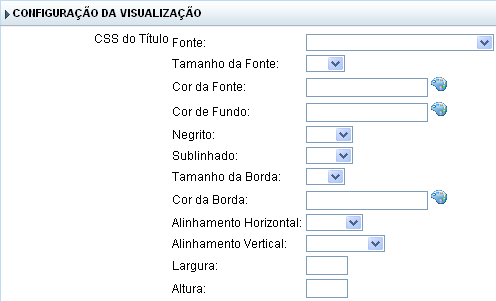 CONFIGURAÇÃO DA VISUALIZAÇÃO
CSS do Título Fonte:
Tamanho da Fonte:
Cor da Fonte:
Cor de Fundo:
Negrito:
Sublinhado:
Tamanho da Borda:
Cor da Borda:
Alinhamento Horizontal:
Alinhamento Vertical:
Largura:
Altura: